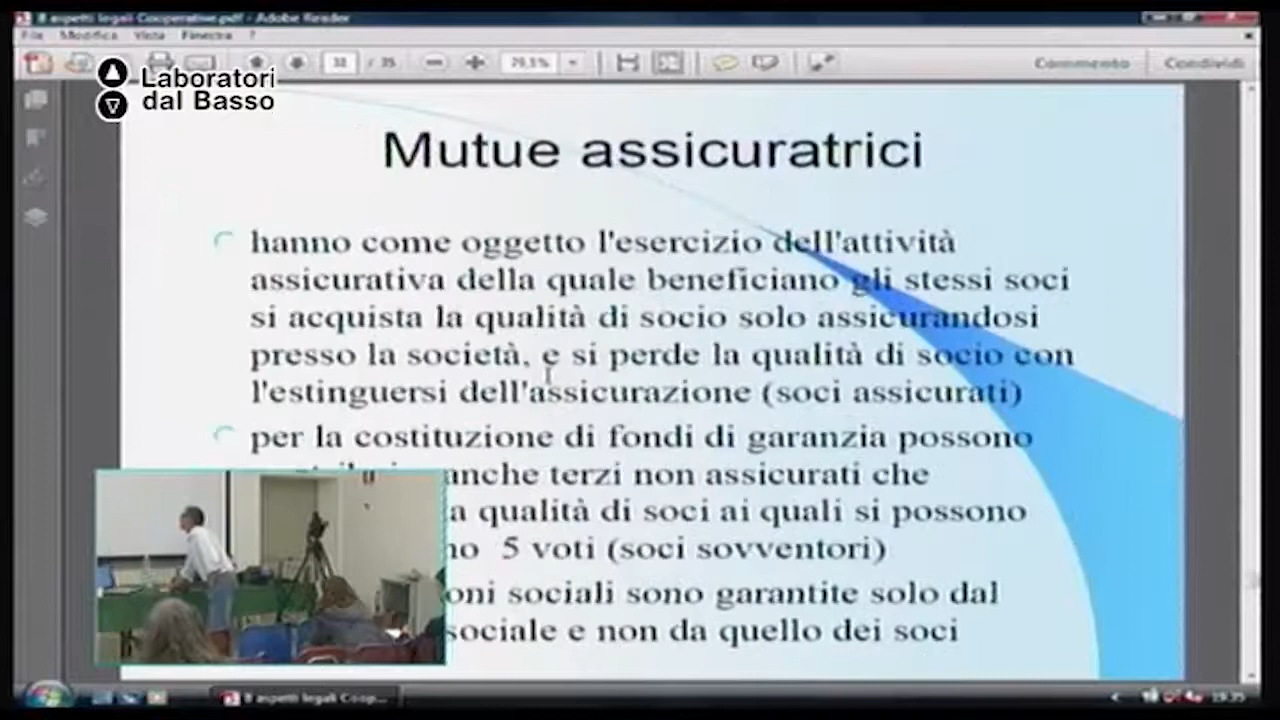 8 aspetti legali Cooperative.pdf - Adobe Reader
File Modifica Vista Finestra ?
/ 35 79,5% Commento Condividi
Laboratori
dal Basso
Mutue assicuratrici
hanno come oggetto l'esercizio dell'attività
assicurativa della quale beneficiano gli stessi soci
si acquista la qualità di socio solo assicurandosi
presso la società, e si perde la qualità di socio con
l'estinguersi dell'assicurazione (soci assicurati)
per la costituzione di fondi di garanzia possono
anche terzi non assicurati che
a qualità di soci ai quali si possono
no 5 voti (soci sovventori)
oni sociali sono garantite solo dal
sociale e non da quello dei soci
8 aspetti legali Coop...
19.35